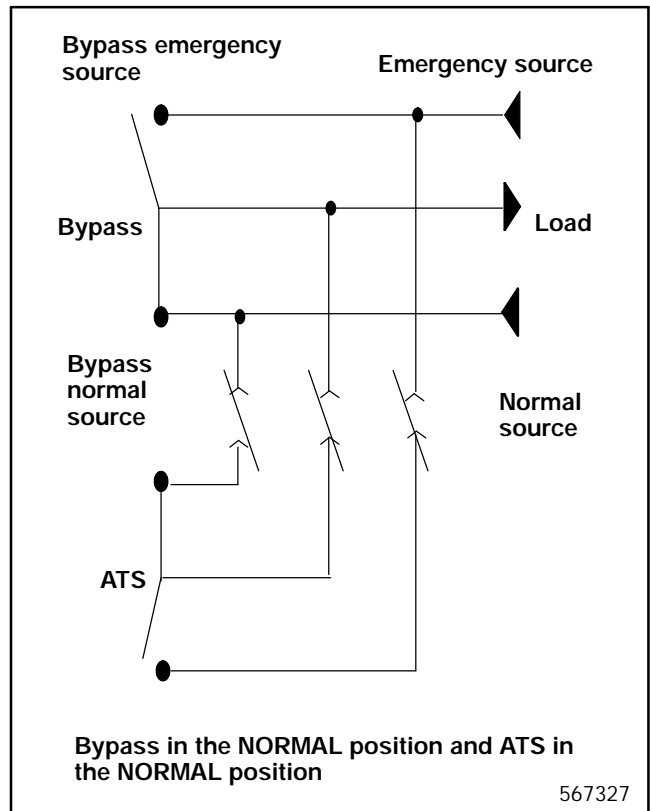 Bypass emergency
source
Emergency source
Bypass
Load
Bypass
normal
source
Normal
source
ATS
Bypass in the NORMAL position and ATS in
the NORMAL position
567327